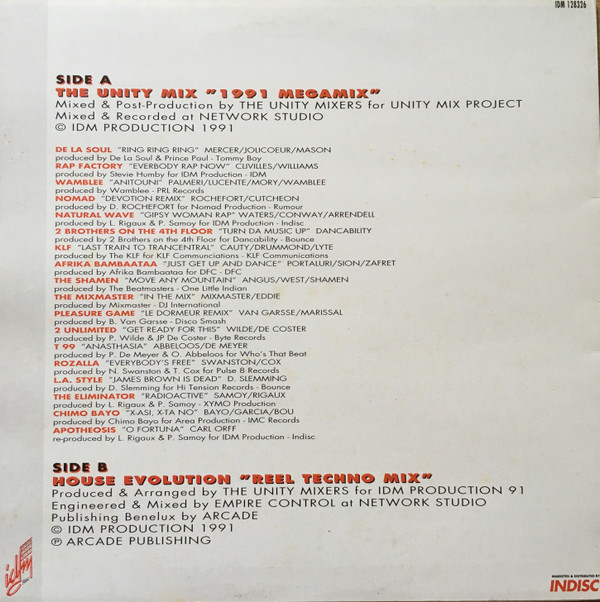 IDM 128326
SIDE A
THE UNITY MIX "1991 MEGAMIX"
Mixed & Post-Production by THE UNITY MIXERS for UNITY MIX PROJECT
Mixed & Recorded at NETWORK STUDIO
© IDM PRODUCTION 1991
DE LA SOUL "RING RING RING" MERCER/JOLICOEUR/MASON
produced by De La Soul & Prince Paul - Tommy Boy
RAP FACTORY "EVERBODY RAP NOW" CLIVILLES/WILLIAMS
produced by Stevie Humby for IDM Production - IDM
WAMBLEE "ANITOUNI" PALMERI/LUCENTE/MORY/WAMBLEE
produced by Wamblee - PRL Records
NOMAD "DEVOTION REMIX" ROCHEFORT/CUTCHEON
produced by D. ROCHEFORT for Nomad Production - Rumour
NATURAL WAVE "GIPSY WOMAN RAP" WATERS/CONWAY/ARRENDELL
produced by L. Rigaux & P. Samoy for IDM Production - Indisc
2 BROTHERS ON THE 4TH FLOOR "TURN DA MUSIC UP" DANCABILITY
produced by 2 Brothers on the 4th Floor for Dancability - Bounce
KLF "LAST TRAIN TO TRANCENTRAL" CAUTY/DRUMMOND/LYTE
produced by The KLF for KLF Communciations - KLF Communications
AFRIKA BAMBAATAA "JUST GET UP AND DANCE" PORTALURI/SION/ZAFRET
produced by Afrika Bambaataa for DFC - DFC
THE SHAMEN "MOVE ANY MOUNTAIN" ANGUS/WEST/SHAMEN
produced by The Beatmasters - One Little Indian
THE MIXMASTER "IN THE MIX" MIXMASTER/EDDIE
produced by Mixmaster - DJ International
PLEASURE GAME "LE DORMEUR REMIX" VAN GARSSE/MARISSAL
produced by B. Van Garsse - Disco Smash
2 UNLIMITED "GET READY FOR THIS" WILDE/DE COSTER
produced by P. Wilde & JP De Coster - Byte Records
T 99 "ANASTHASIA" ABBELOOS/DE MEYER
produced by P. De Meyer & O. Abbeloos for Who's That Beat
ROZALLA "EVERYBODY'S FREE" SWANSTON/COX
produced by N. Swanston & T. Cox for Pulse 8 Records
L.A. STYLE "JAMES BROWN IS DEAD" D. SLEMMING
produced by D. Slemming for Hi Tension Records - Bounce
THE ELIMINATOR "RADIOACTIVE" SAMOY/RIGAUX
produced by L. Rigaux & P. Samoy - XYMO Production
CHIMO BAYO "X-ASI, X-TA NO" BAYO/GARCIA/BOU
produced by Chimo Bayo for Area Production - IMC Records
APOTHEOSIS "O FORTUNA" CARL ORFF
re-produced by L. Rigaux & P. Samoy for IDM Production - Indisc
SIDE B
HOUSE EVOLUTION "REEL TECHNO MIX"
Produced & Arranged by THE UNITY MIXERS for IDM PRODUCTION 91
Engineered & Mixed by EMPIRE CONTROL at NETWORK STUDIO
Publishing Benelux by ARCADE
© IDM PRODUCTION 1991
℗ ARCADE PUBLISHING
idm
MARKETED & DISTRIBUTED BY
INDISC